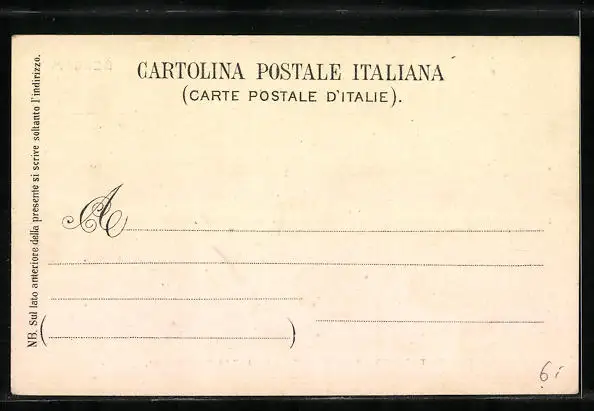 CARTOLINA POSTALE ITALIANA
(CARTE POSTALE D'ITALIE).
A
( )
NB. Sul lato anteriore della presente si scrive soltanto l'indirizzo.